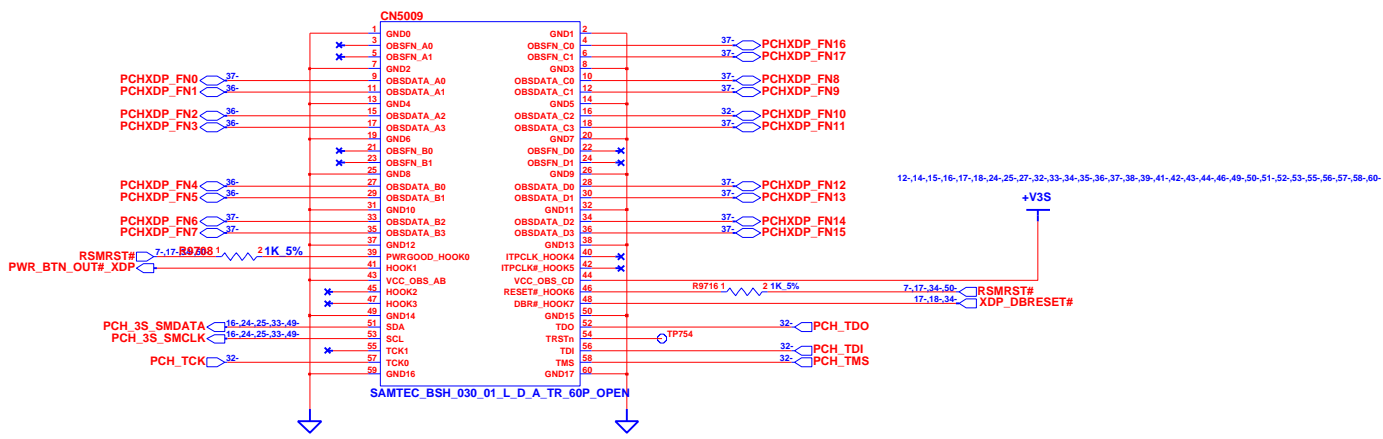 CN5009
1 GND0 GND1 2
3 OBSFN_A0 OBSFN_C0 4 37- PCHXDP_FN16
5 OBSFN_A1 OBSFN_C1 6 37- PCHXDP_FN17
7 GND2 GND3 8
PCHXDP_FN0 37- 9 OBSDATA_A0 OBSDATA_C0 10 37- PCHXDP_FN8
PCHXDP_FN1 36- 11 OBSDATA_A1 OBSDATA_C1 12 37- PCHXDP_FN9
13 GND4 GND5 14
PCHXDP_FN2 36- 15 OBSDATA_A2 OBSDATA_C2 16 32- PCHXDP_FN10
PCHXDP_FN3 36- 17 OBSDATA_A3 OBSDATA_C3 18 37- PCHXDP_FN11
19 GND6 GND7 20
21 OBSFN_B0 OBSFN_D0 22
23 OBSFN_B1 OBSFN_D1 24
25 GND8 GND9 26
12-,14-,15-,16-,17-,18-,24-,25-,27-,32-,33-,34-,35-,36-,37-,38-,39-,41-,42-,43-,44-,46-,49-,50-,51-,52-,53-,55-,56-,57-,58-,60-
PCHXDP_FN4 36- 27 OBSDATA_B0 OBSDATA_D0 28 37- PCHXDP_FN12
PCHXDP_FN5 36- 29 OBSDATA_B1 OBSDATA_D1 30 37- PCHXDP_FN13
+V3S
31 GND10 GND11 32
PCHXDP_FN6 37- 33 OBSDATA_B2 OBSDATA_D2 34 37- PCHXDP_FN14
PCHXDP_FN7 37- 35 OBSDATA_B3 OBSDATA_D3 36 37- PCHXDP_FN15
37 GND12 GND13 38
RSMRST# 1 2 1K_5% 39 PWRGOOD_HOOK0 ITPCLK_HOOK4 40
PWR_BTN_OUT#_XDP 41 HOOK1 ITPCLK#_HOOK5 42
43 VCC_OBS_AB VCC_OBS_CD 44
45 HOOK2 RESET#_HOOK6 46 R9716 1 2 1K_5% 7-,17-,34-,50- RSMRST#
47 HOOK3 DBR#_HOOK7 48 17-,18-,34- XDP_DBRESET#
49 GND14 GND15 50
PCH_3S_SMDATA 16-,24-,25-,33-,49- 51 SDA TDO 52 32- PCH_TDO
PCH_3S_SMCLK 16-,24-,25-,33-,49- 53 SCL TRSTn 54 TP754
55 TCK1 TDI 56 32- PCH_TDI
PCH_TCK 32- 57 TCK0 TMS 58 32- PCH_TMS
59 GND16 GND17 60
SAMTEC_BSH_030_01_L_D_A_TR_60P_OPEN